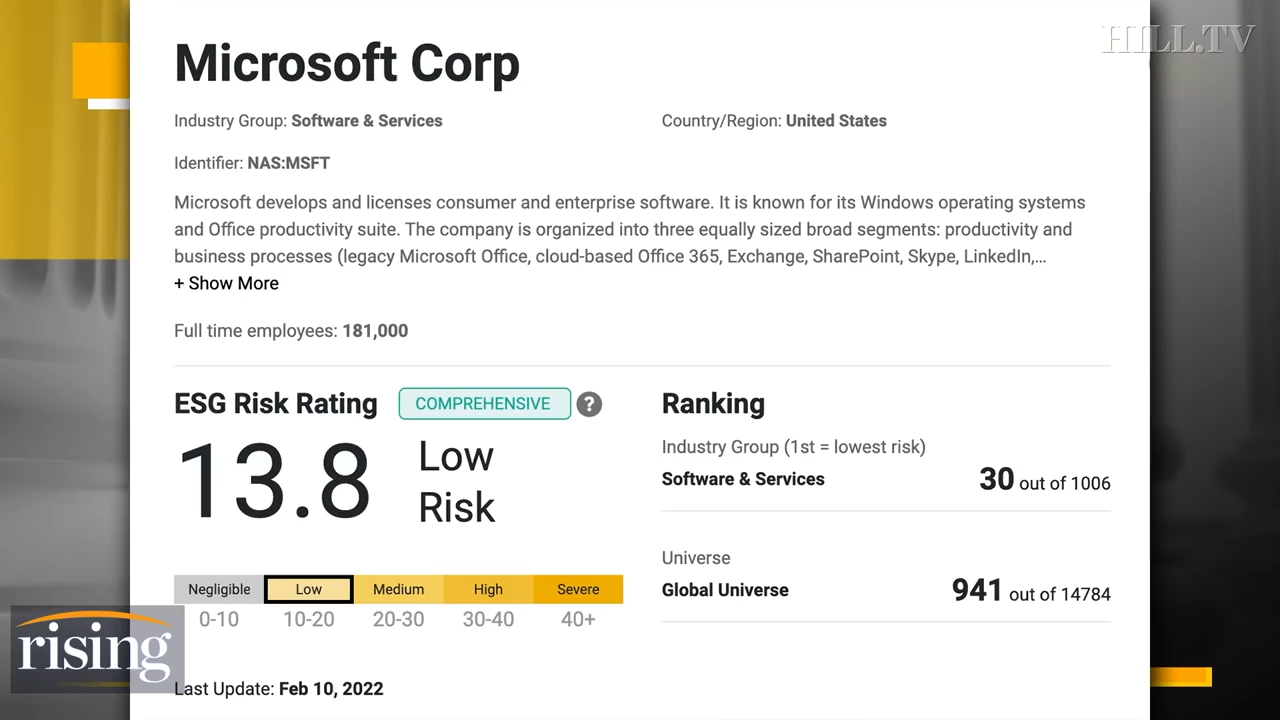 HILL.TV
Microsoft Corp
Industry Group: Software & Services
Country/Region: United States
Identifier: NAS:MSFT
Microsoft develops and licenses consumer and enterprise software. It is known for its Windows operating systems
and Office productivity suite. The company is organized into three equally sized broad segments: productivity and
business processes (legacy Microsoft Office, cloud-based Office 365, Exchange, SharePoint, Skype, LinkedIn,...
+ Show More
Full time employees: 181,000
ESG Risk Rating COMPREHENSIVE ?
13.8 Low
Risk
Negligible Low Medium High Severe
0-10 10-20 20-30 30-40 40+
Ranking
Industry Group (1st = lowest risk)
Software & Services 30 out of 1006
Universe
Global Universe 941 out of 14784
rising
Last Update: Feb 10, 2022